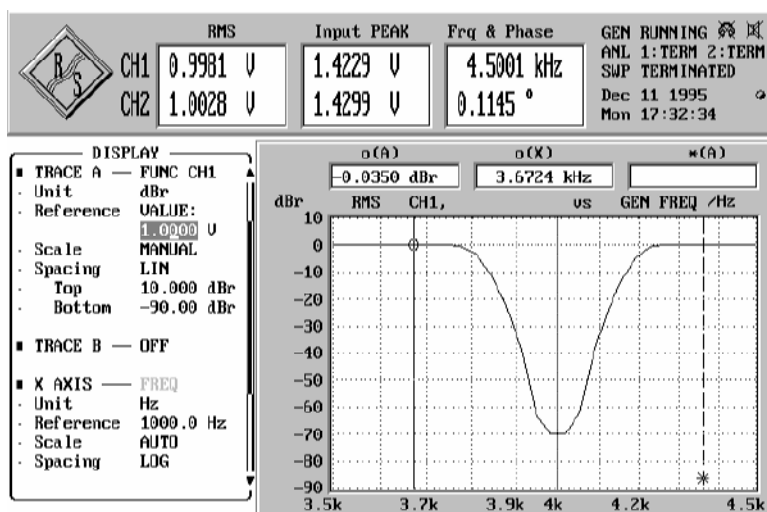 RMS Input PEAK Frq & Phase
CH1 0.9981 V 1.4229 V 4.5001 kHz
CH2 1.0028 V 1.4299 V 0.1145 °
GEN RUNNING
ANL 1:TERM 2:TERM
SWP TERMINATED
Dec 11 1995
Mon 17:32:34
R S
DISPLAY
TRACE A — FUNC CH1
Unit dBr
Reference VALUE:
1.0000 V
Scale MANUAL
Spacing LIN
Top 10.000 dBr
Bottom -90.00 dBr
TRACE B — OFF
X AXIS — FREQ
Unit Hz
Reference 1000.0 Hz
Scale AUTO
Spacing LOG
o(A) o(X) *(A)
-0.0350 dBr 3.6724 kHz
dBr RMS CH1, vs GEN FREQ /Hz
10
0
-10
-20
-30
-40
-50
-60
-70
-80
-90
3.5k 3.7k 3.9k 4k 4.2k 4.5k